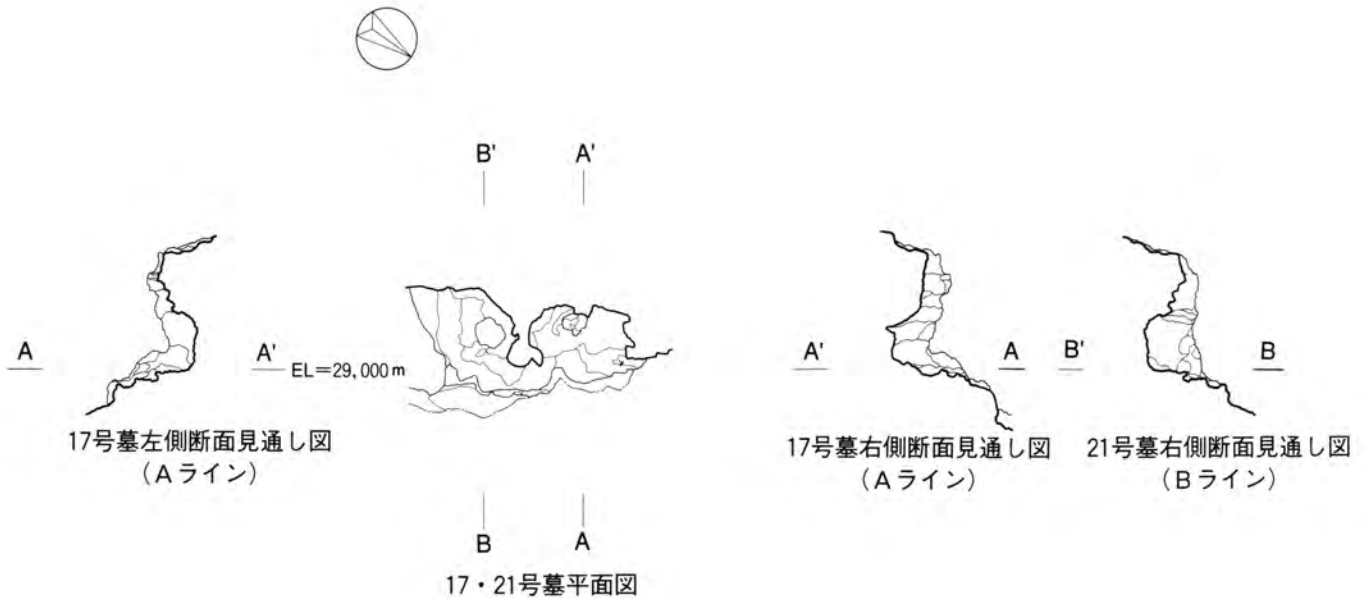 B' A'
A A' EL=29,000m A' A B' B
17号墓左側断面見通し図
(Aライン)
17号墓右側断面見通し図
(Aライン)
21号墓右側断面見通し図
(Bライン)
B A
17・21号墓平面図